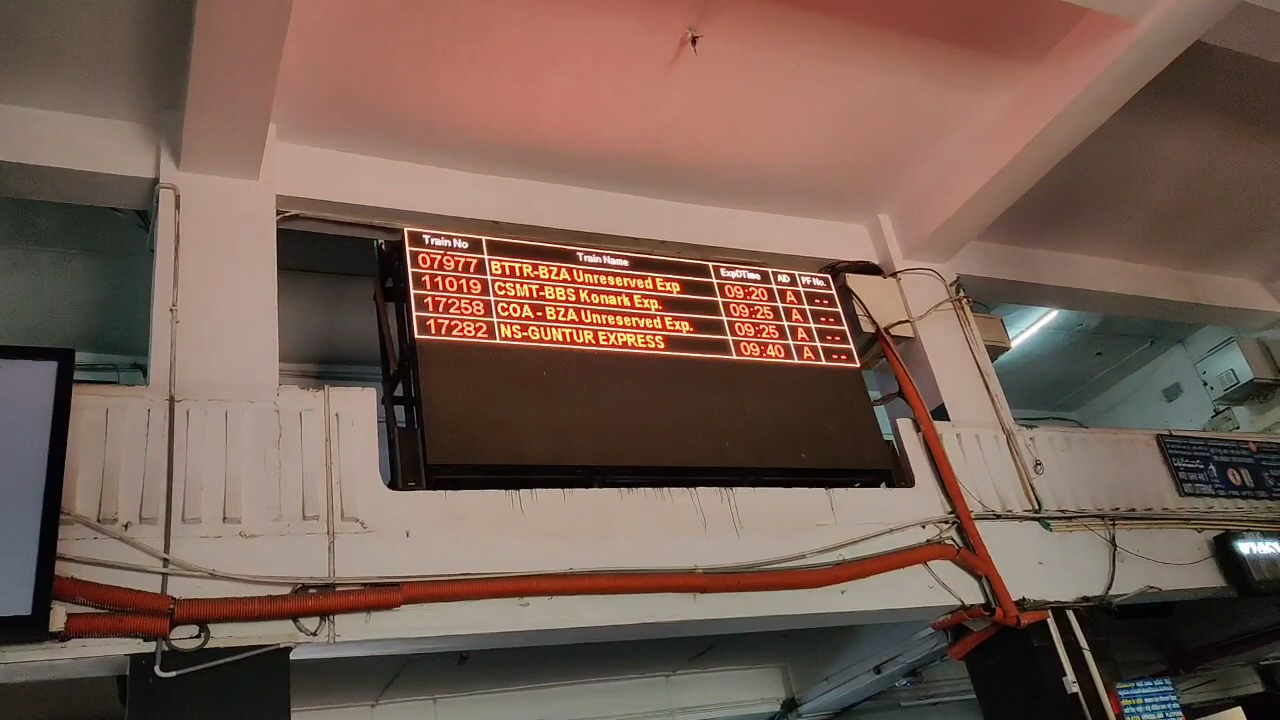 Train No Train Name ExpDTime A/D PF No.
07977 BTTR-BZA Unreserved Exp 09:20 A --
11019 CSMT-BBS Konark Exp. 09:25 A --
17258 COA - BZA Unreserved Exp. 09:25 A --
17282 NS-GUNTUR EXPRESS 09:40 A --